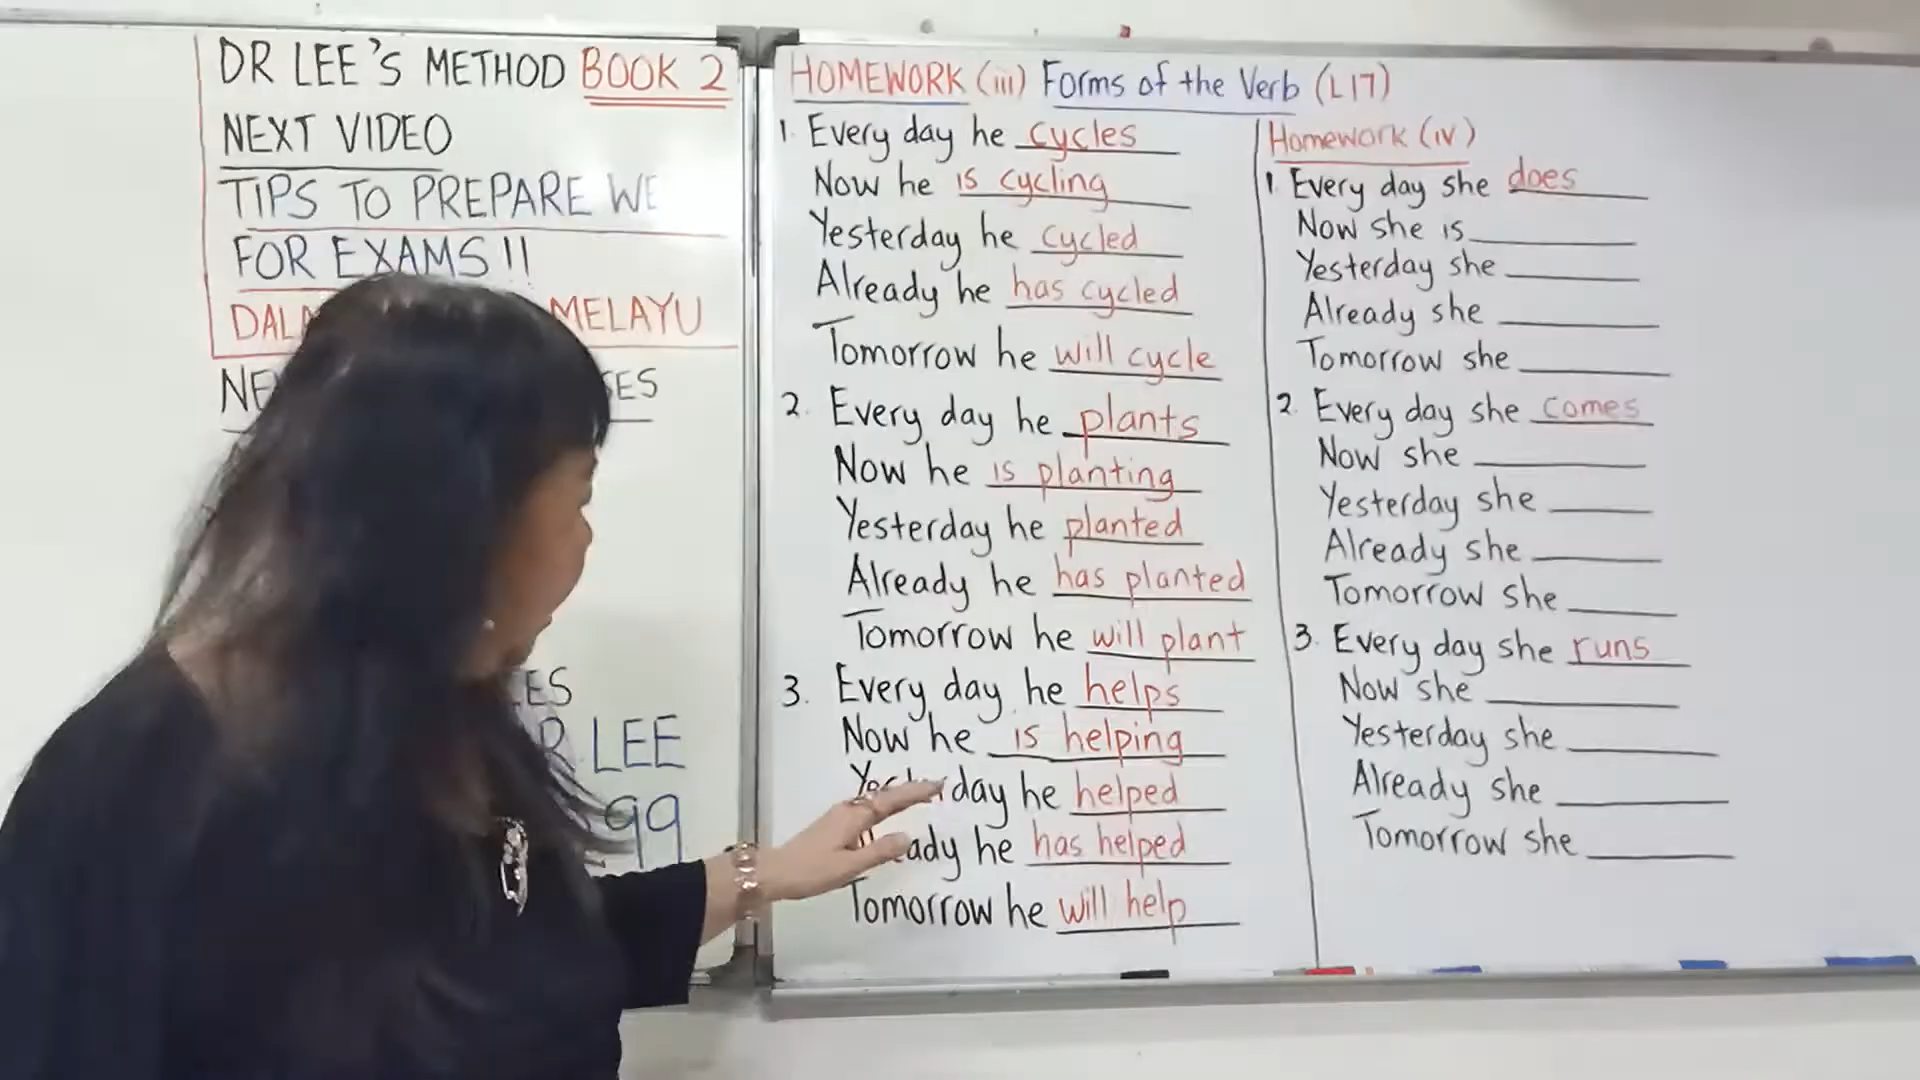 DR LEE'S METHOD BOOK 2
NEXT VIDEO
TIPS TO PREPARE WE
FOR EXAMS !!
MELAYU
LES
LEE
99
HOMEWORK (iii) Forms of the Verb (L17)
1. Every day he cycles
Now he is cycling
Yesterday he cycled
Already he has cycled
Tomorrow he will cycle
2. Every day he plants
Now he is planting
Yesterday he planted
Already he has planted
Tomorrow he will plant
3. Every day he helps
Now he is helping
Yesterday he helped
he has helped
Tomorrow he will help
Homework (iv)
1. Every day she does
Now she is
Yesterday she
Already she
Tomorrow she
2. Every day she comes
Now she
Yesterday she
Already she
Tomorrow she
3. Every day she runs
Now she
Yesterday she
Already she
Tomorrow she